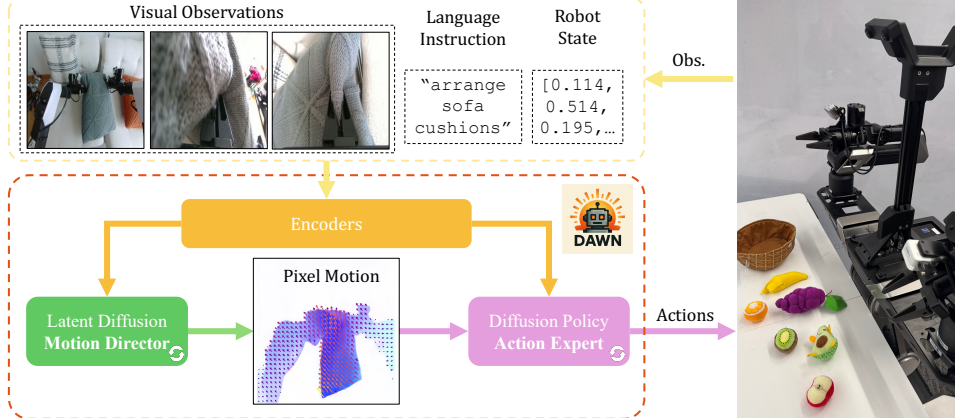 Visual Observations
Language
Instruction
Robot
State
"arrange
sofa
cushions"
[0.114,
0.514,
0.195,…
Obs.
Encoders
DAWN
Pixel Motion
Latent Diffusion
Motion Director
Diffusion Policy
Action Expert
Actions